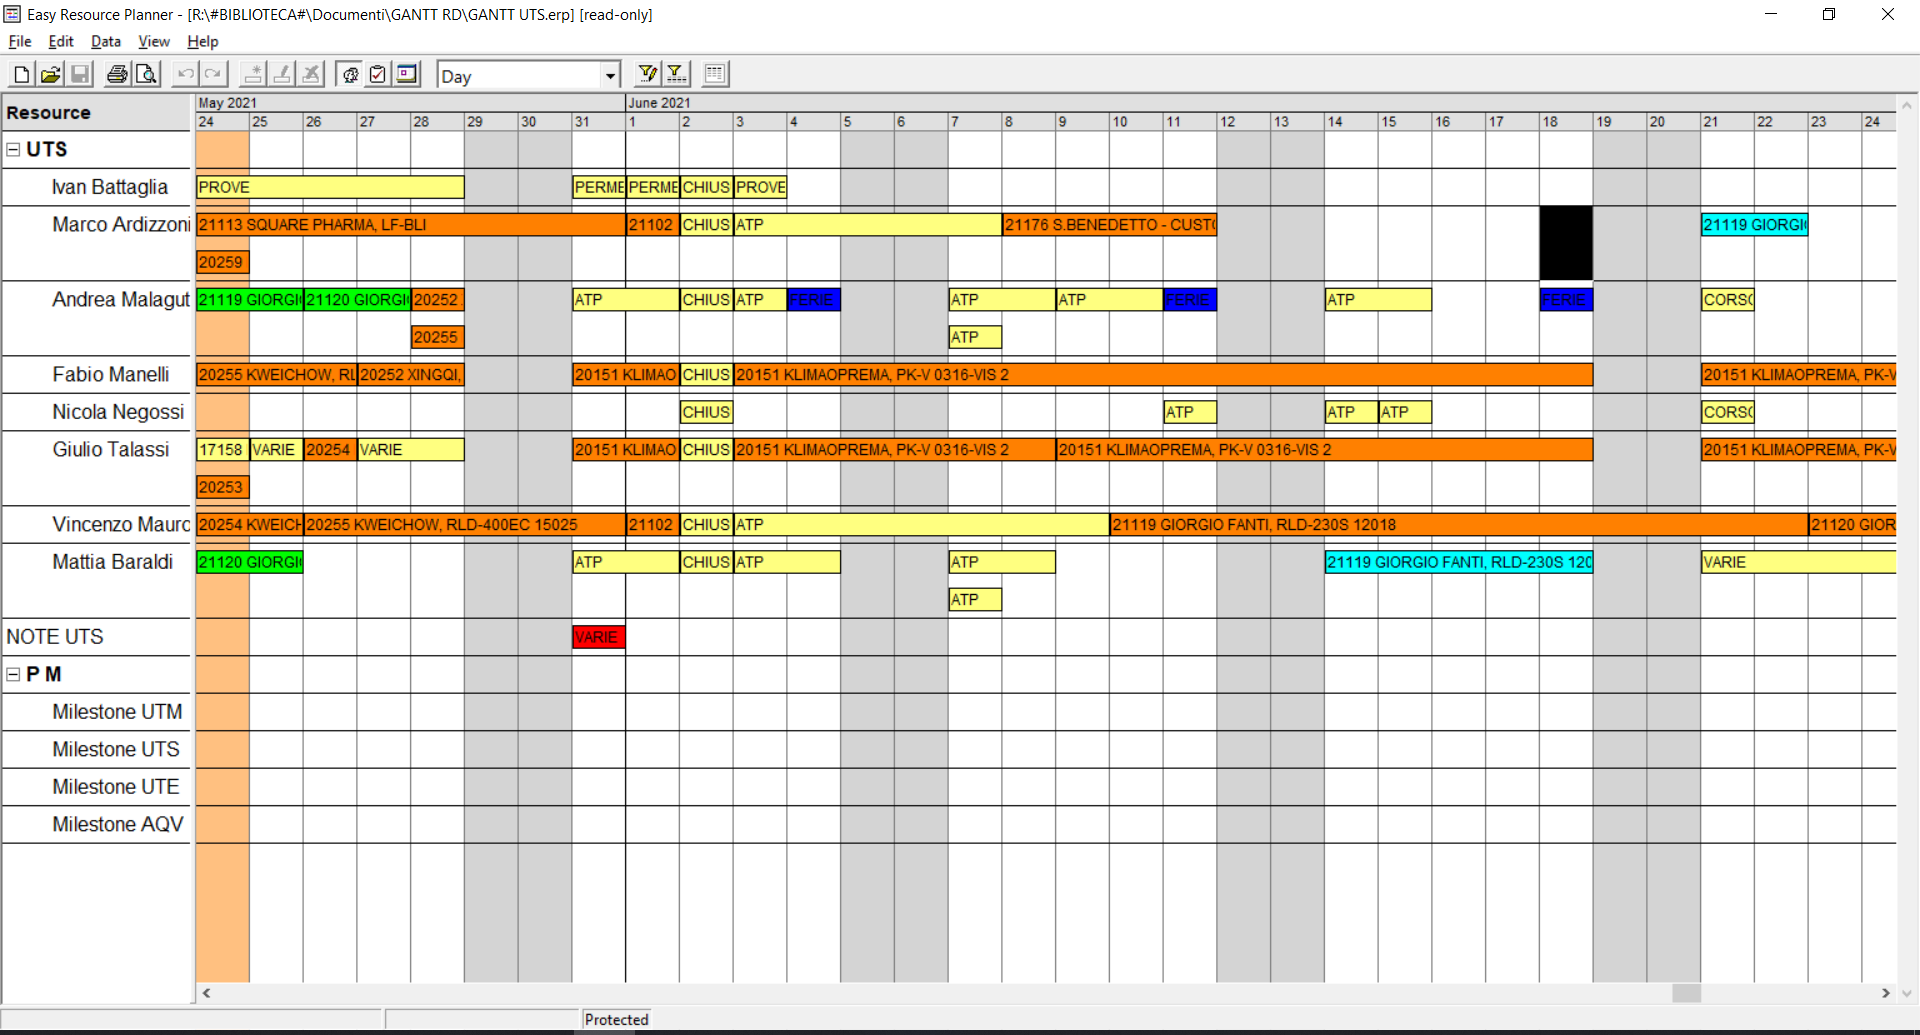 Easy Resource Planner - [R:\#BIBLIOTECA#\Documenti\GANTT RD\GANTT UTS.erp] [read-only]
File Edit Data View Help
Day
Resource May 2021 June 2021
24 25 26 27 28 29 30 31 1 2 3 4 5 6 7 8 9 10 11 12 13 14 15 16 17 18 19 20 21 22 23 24
UTS
Ivan Battaglia PROVE PERME PERME CHIUS PROVE
Marco Ardizzoni 21113 SQUARE PHARMA, LF-BLI 21102 CHIUS ATP 21176 S.BENEDETTO - CUSTO 21119 GIORGIO
20259
Andrea Malagut 21119 GIORGIO 21120 GIORGIO 20252 ATP CHIUS ATP FERIE ATP ATP FERIE ATP FERIE CORSO
20255 ATP
Fabio Manelli 20255 KWEICHOW, RL 20252 XINGQI, 20151 KLIMAO CHIUS 20151 KLIMAOPREMA, PK-V 0316-VIS 2 20151 KLIMAOPREMA, PK-V
Nicola Negossi CHIUS ATP ATP ATP CORSO
Giulio Talassi 17158 VARIE 20254 VARIE 20151 KLIMAO CHIUS 20151 KLIMAOPREMA, PK-V 0316-VIS 2 20151 KLIMAOPREMA, PK-V 0316-VIS 2 20151 KLIMAOPREMA, PK-V
20253
Vincenzo Mauro 20254 KWEICH 20255 KWEICHOW, RLD-400EC 15025 21102 CHIUS ATP 21119 GIORGIO FANTI, RLD-230S 12018 21120 GIOR
Mattia Baraldi 21120 GIORGIO ATP CHIUS ATP ATP 21119 GIORGIO FANTI, RLD-230S 120 VARIE
ATP
NOTE UTS VARIE
P M
Milestone UTM
Milestone UTS
Milestone UTE
Milestone AQV
Protected